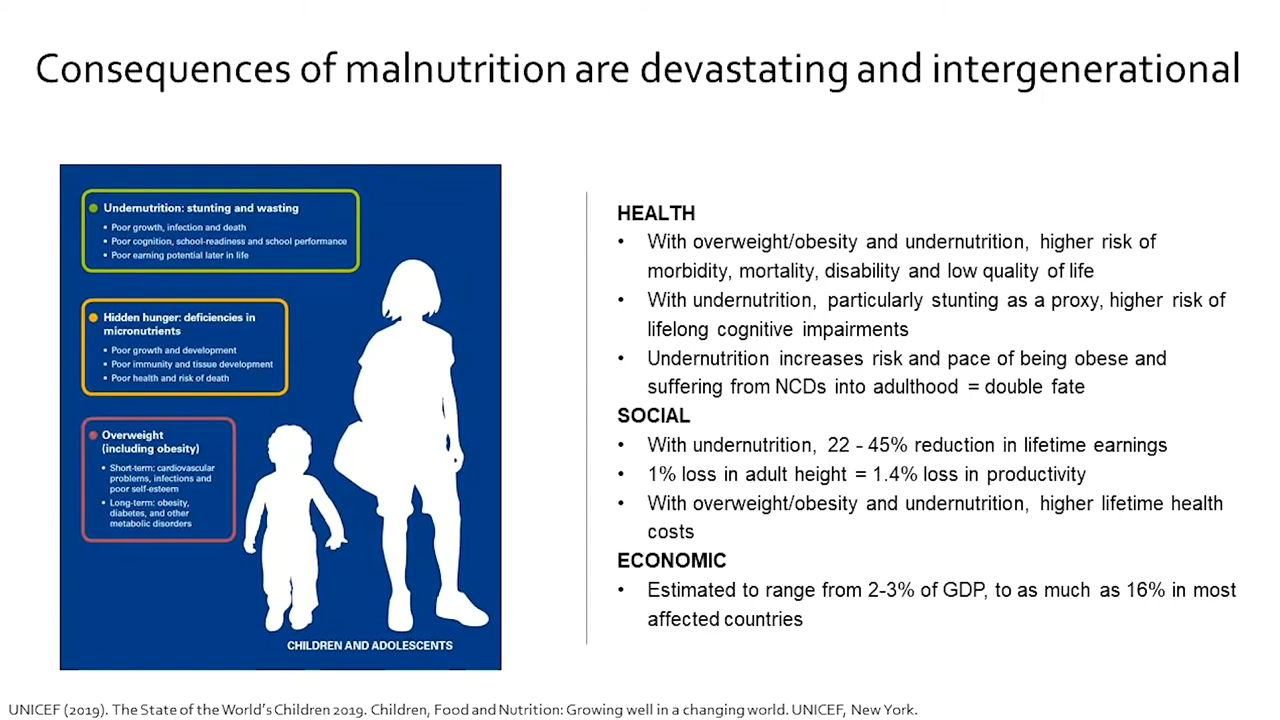 Consequences of malnutrition are devastating and intergenerational
Undernutrition: stunting and wasting
• Poor growth, infection and death
• Poor cognition, school-readiness and school performance
• Poor earning potential later in life
Hidden hunger: deficiencies in
micronutrients
• Poor growth and development
• Poor immunity and tissue development
• Poor health and risk of death
Overweight
(including obesity)
• Short-term: cardiovascular
problems, infections and
poor self-esteem
• Long-term: obesity,
diabetes, and other
metabolic disorders
CHILDREN AND ADOLESCENTS
HEALTH
• With overweight/obesity and undernutrition, higher risk of
morbidity, mortality, disability and low quality of life
• With undernutrition, particularly stunting as a proxy, higher risk of
lifelong cognitive impairments
• Undernutrition increases risk and pace of being obese and
suffering from NCDs into adulthood = double fate
SOCIAL
• With undernutrition, 22 - 45% reduction in lifetime earnings
• 1% loss in adult height = 1.4% loss in productivity
• With overweight/obesity and undernutrition, higher lifetime health
costs
ECONOMIC
• Estimated to range from 2-3% of GDP, to as much as 16% in most
affected countries
UNICEF (2019). The State of the World's Children 2019. Children, Food and Nutrition: Growing well in a changing world. UNICEF, New York.